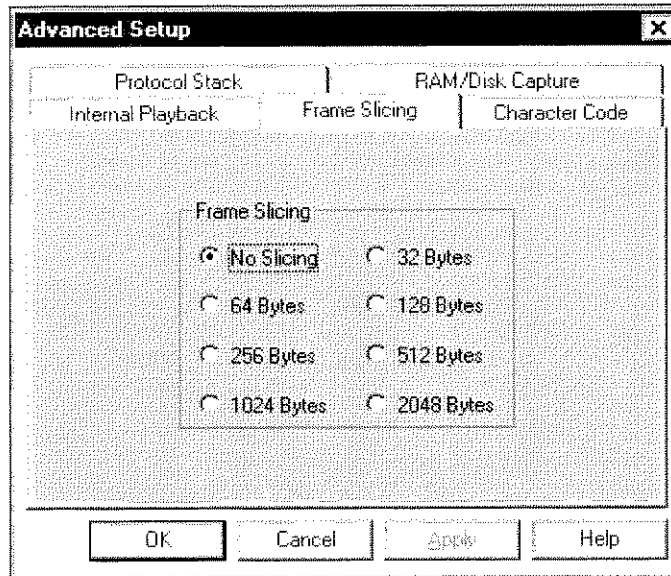 Advanced Setup
Protocol Stack RAM/Disk Capture
Internal Playback Frame Slicing Character Code
Frame Slicing
No Slicing 32 Bytes
64 Bytes 128 Bytes
256 Bytes 512 Bytes
1024 Bytes 2048 Bytes
OK Cancel Apply Help